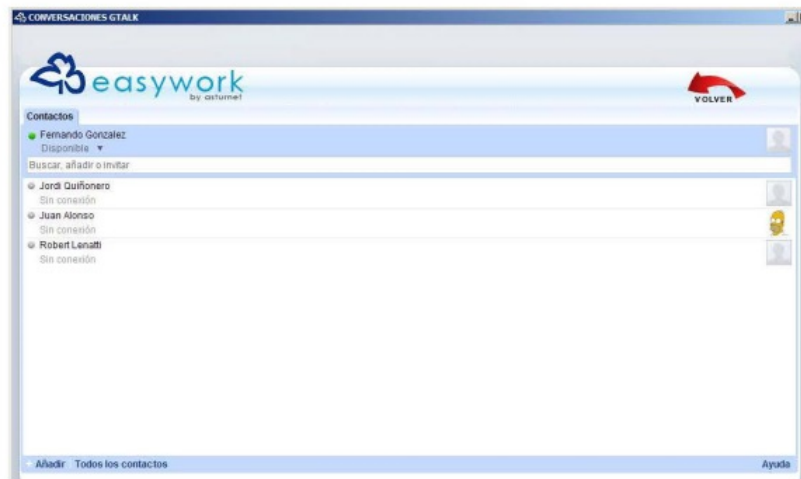 CONVERSACIONES GTALK
easywork
by asturnet
VOLVER
Contactos
Fernando Gonzalez
Disponible
Buscar, añadir o invitar
Jordi Quiñonero
Sin conexión
Juan Alonso
Sin conexión
Robert Lenatti
Sin conexión
Añadir Todos los contactos Ayuda